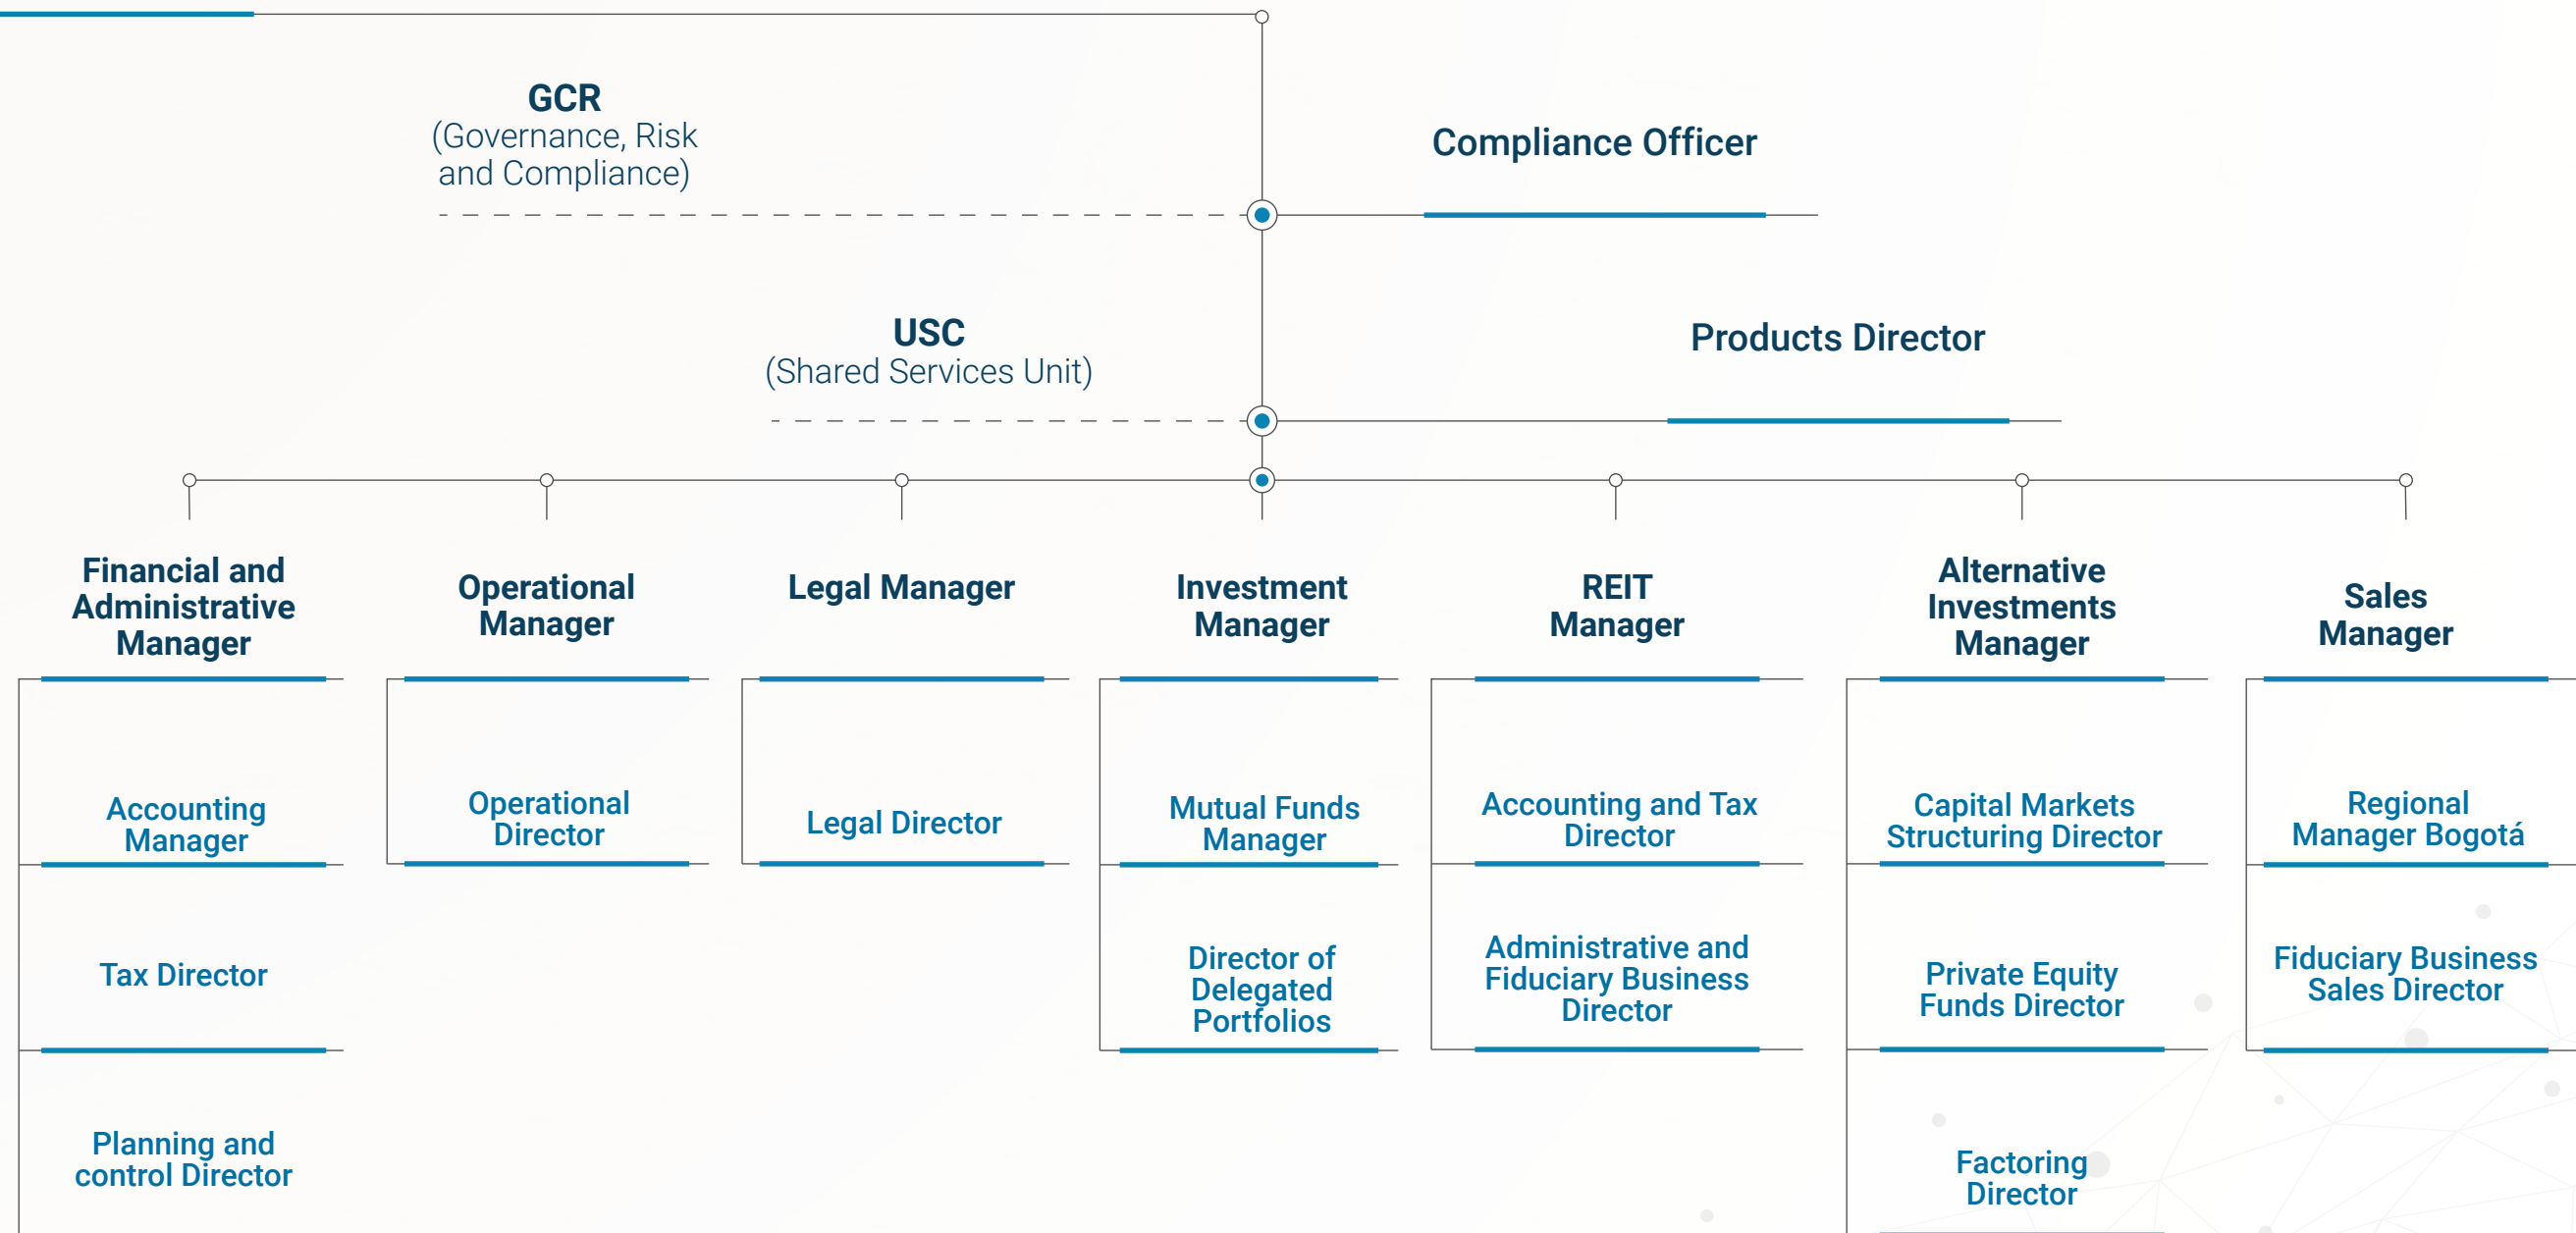 GCR
(Governance, Risk
and Compliance)
Compliance Officer
USC
(Shared Services Unit)
Products Director
Financial and
Administrative
Manager
Operational
Manager
Legal Manager
Investment
Manager
REIT
Manager
Alternative
Investments
Manager
Sales
Manager
Accounting
Manager
Operational
Director
Legal Director
Mutual Funds
Manager
Accounting and Tax
Director
Capital Markets
Structuring Director
Regional
Manager Bogotá
Tax Director
Director of
Delegated
Portfolios
Administrative and
Fiduciary Business
Director
Private Equity
Funds Director
Fiduciary Business
Sales Director
Planning and
control Director
Factoring
Director